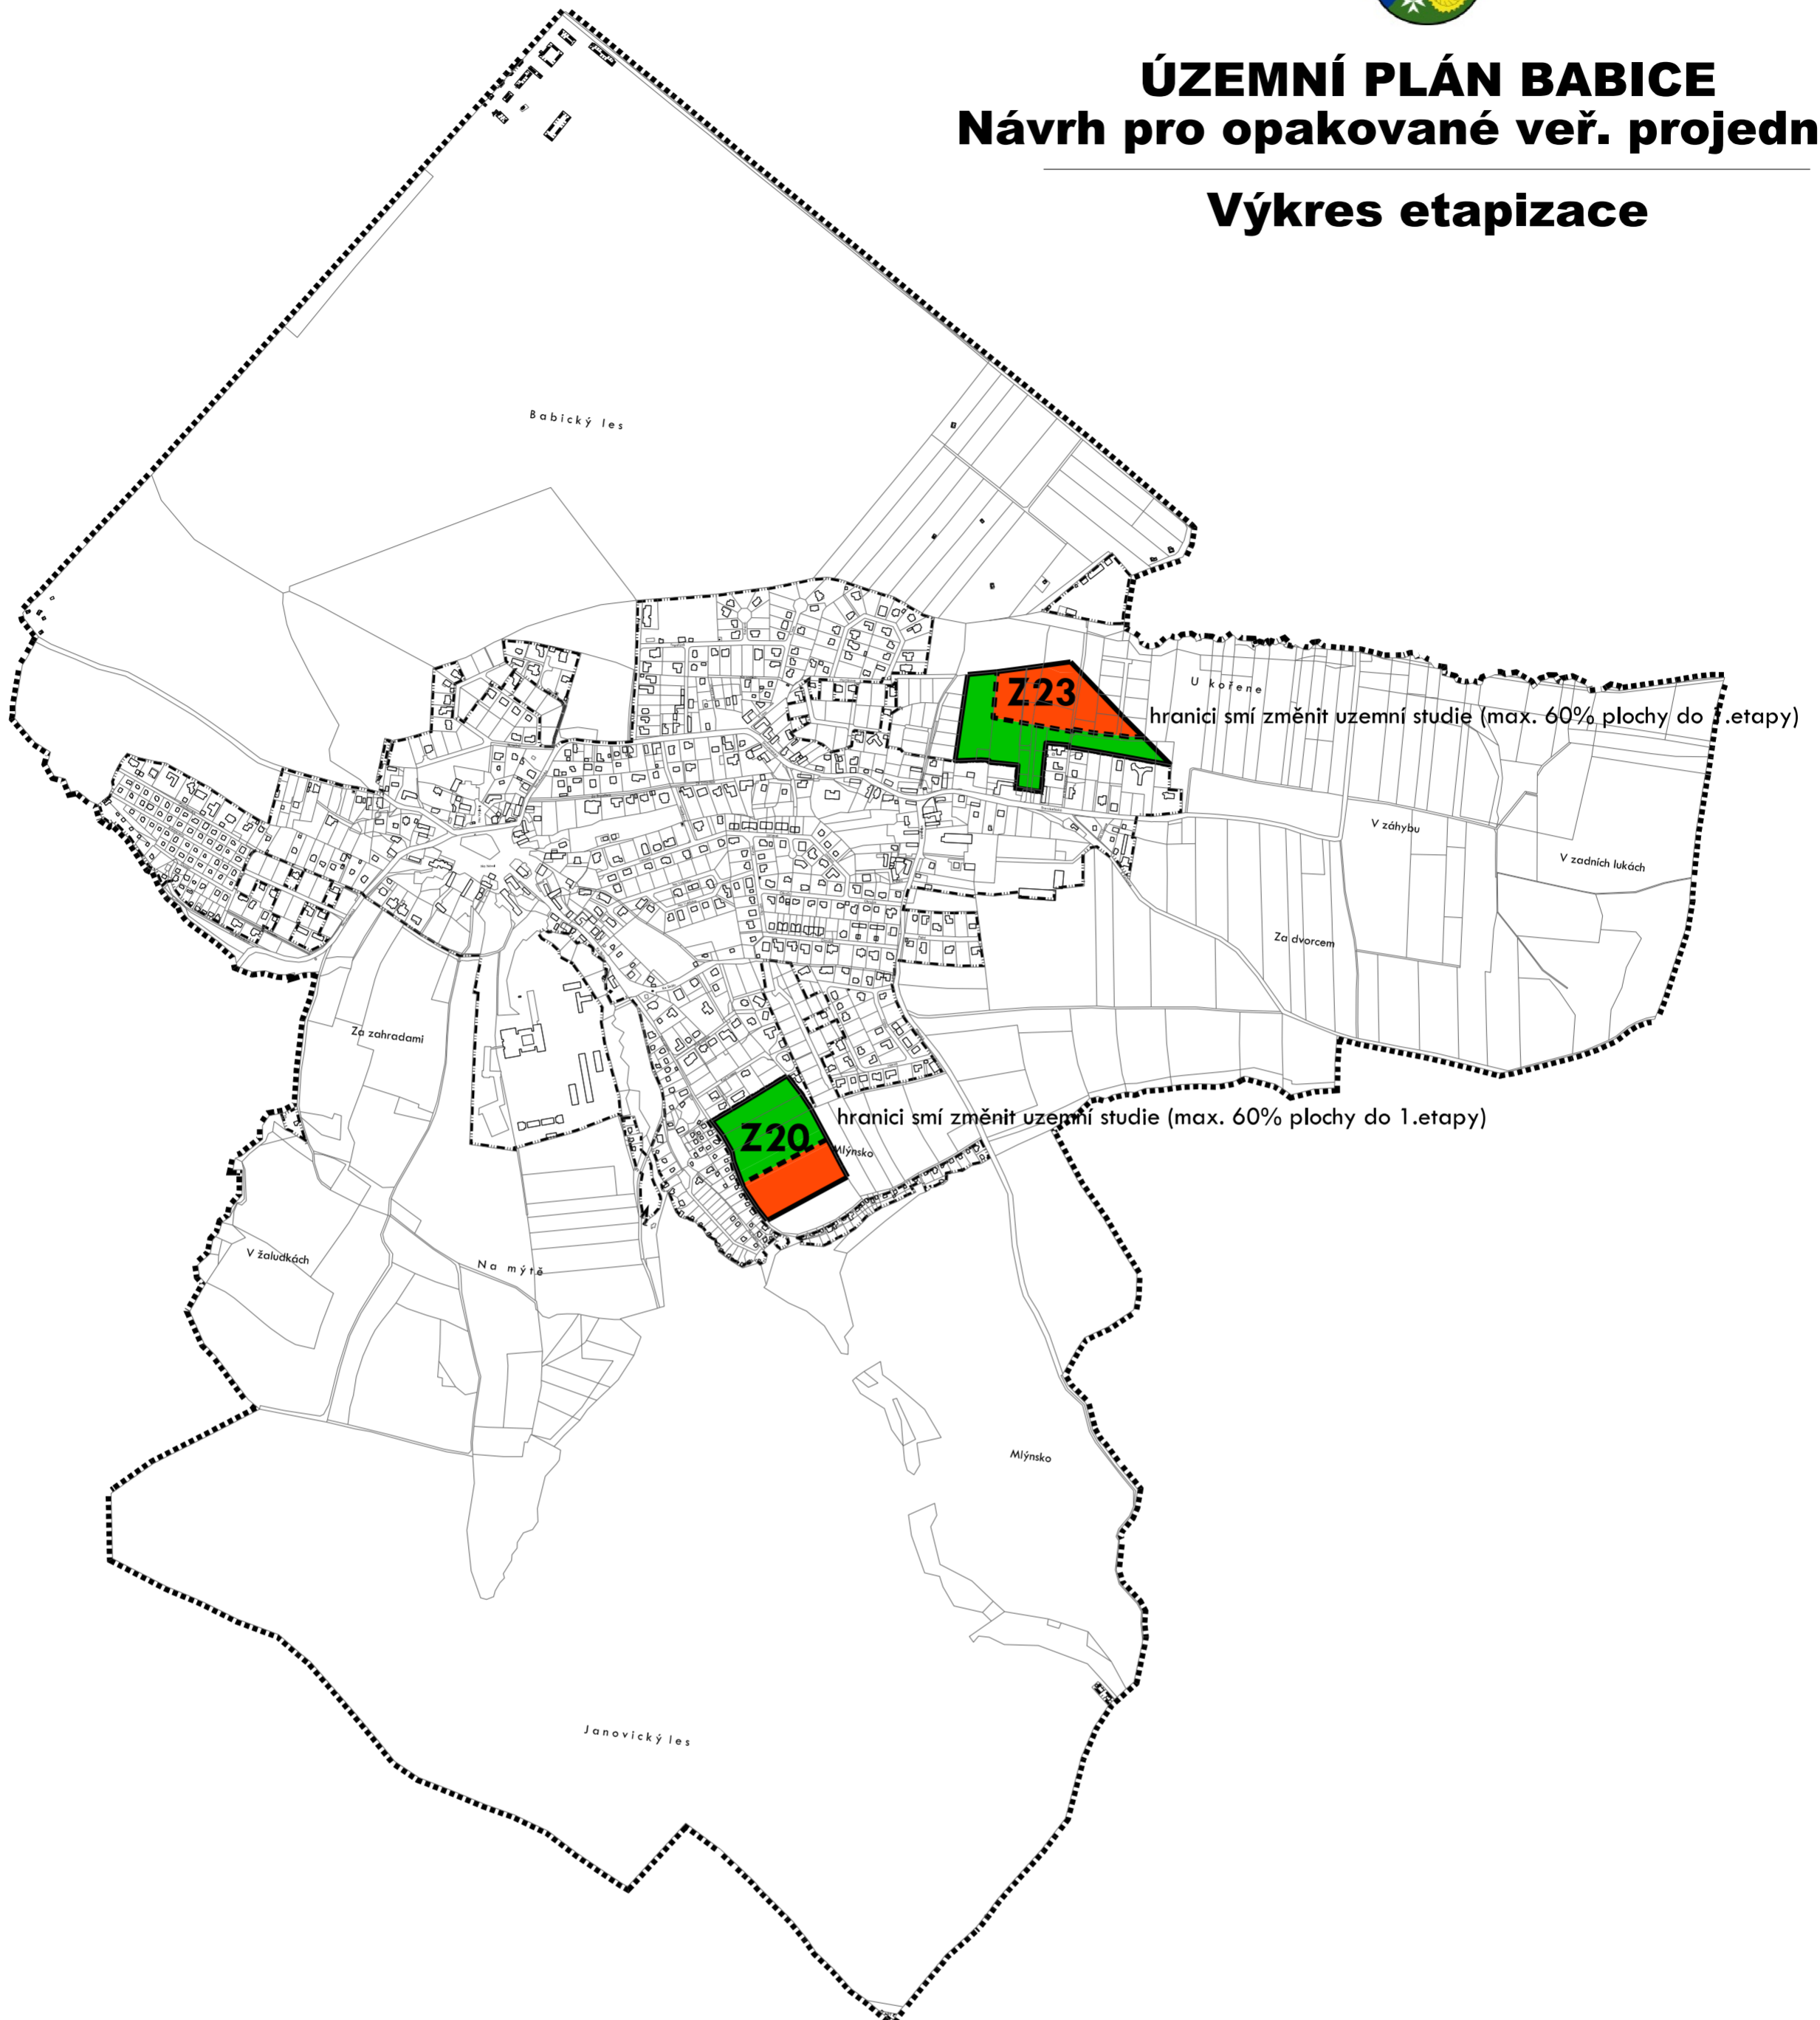 ÚZEMNÍ PLÁN BABICE
Návrh pro opakované veř. projedn
Výkres etapizace
Babický les
Z23
U kořene
hranici smí změnit uzemní studie (max. 60% plochy do 1.etapy)
V záhybu
V zadních lukách
Za dvorcem
Za zahradami
hranici smí změnit uzemní studie (max. 60% plochy do 1.etapy)
Z20
Mlýnsko
V žaludkách
Na mýtě
Mlýnsko
Janovický les